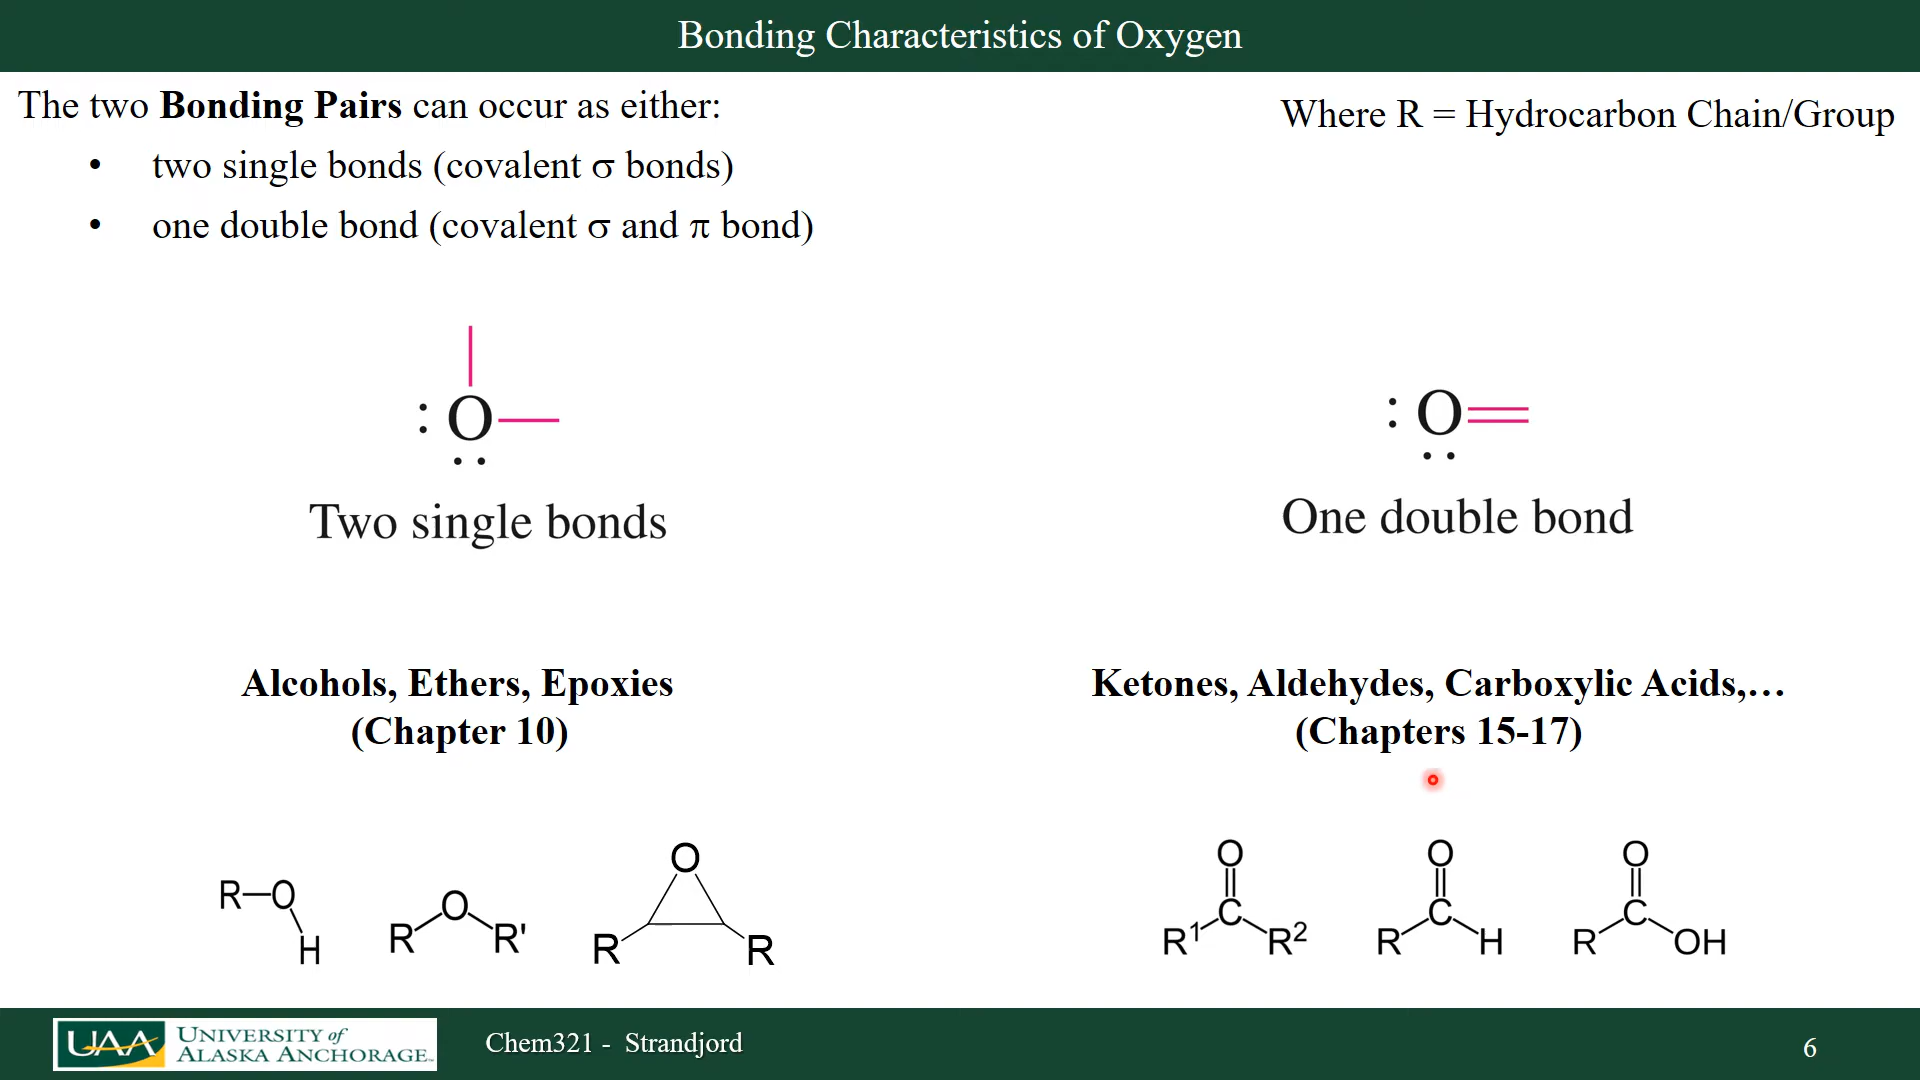 Bonding Characteristics of Oxygen
The two Bonding Pairs can occur as either:
Where R = Hydrocarbon Chain/Group
• two single bonds (covalent σ bonds)
• one double bond (covalent σ and π bond)
: O
Two single bonds
: O
One double bond
Alcohols, Ethers, Epoxies
(Chapter 10)
Ketones, Aldehydes, Carboxylic Acids,…
(Chapters 15-17)
R–O
H
O
R R'
O
R R
O
C
R¹ R²
O
C
R H
O
C
R OH
UAA
UNIVERSITY of
ALASKA ANCHORAGE
Chem321 - Strandjord
6